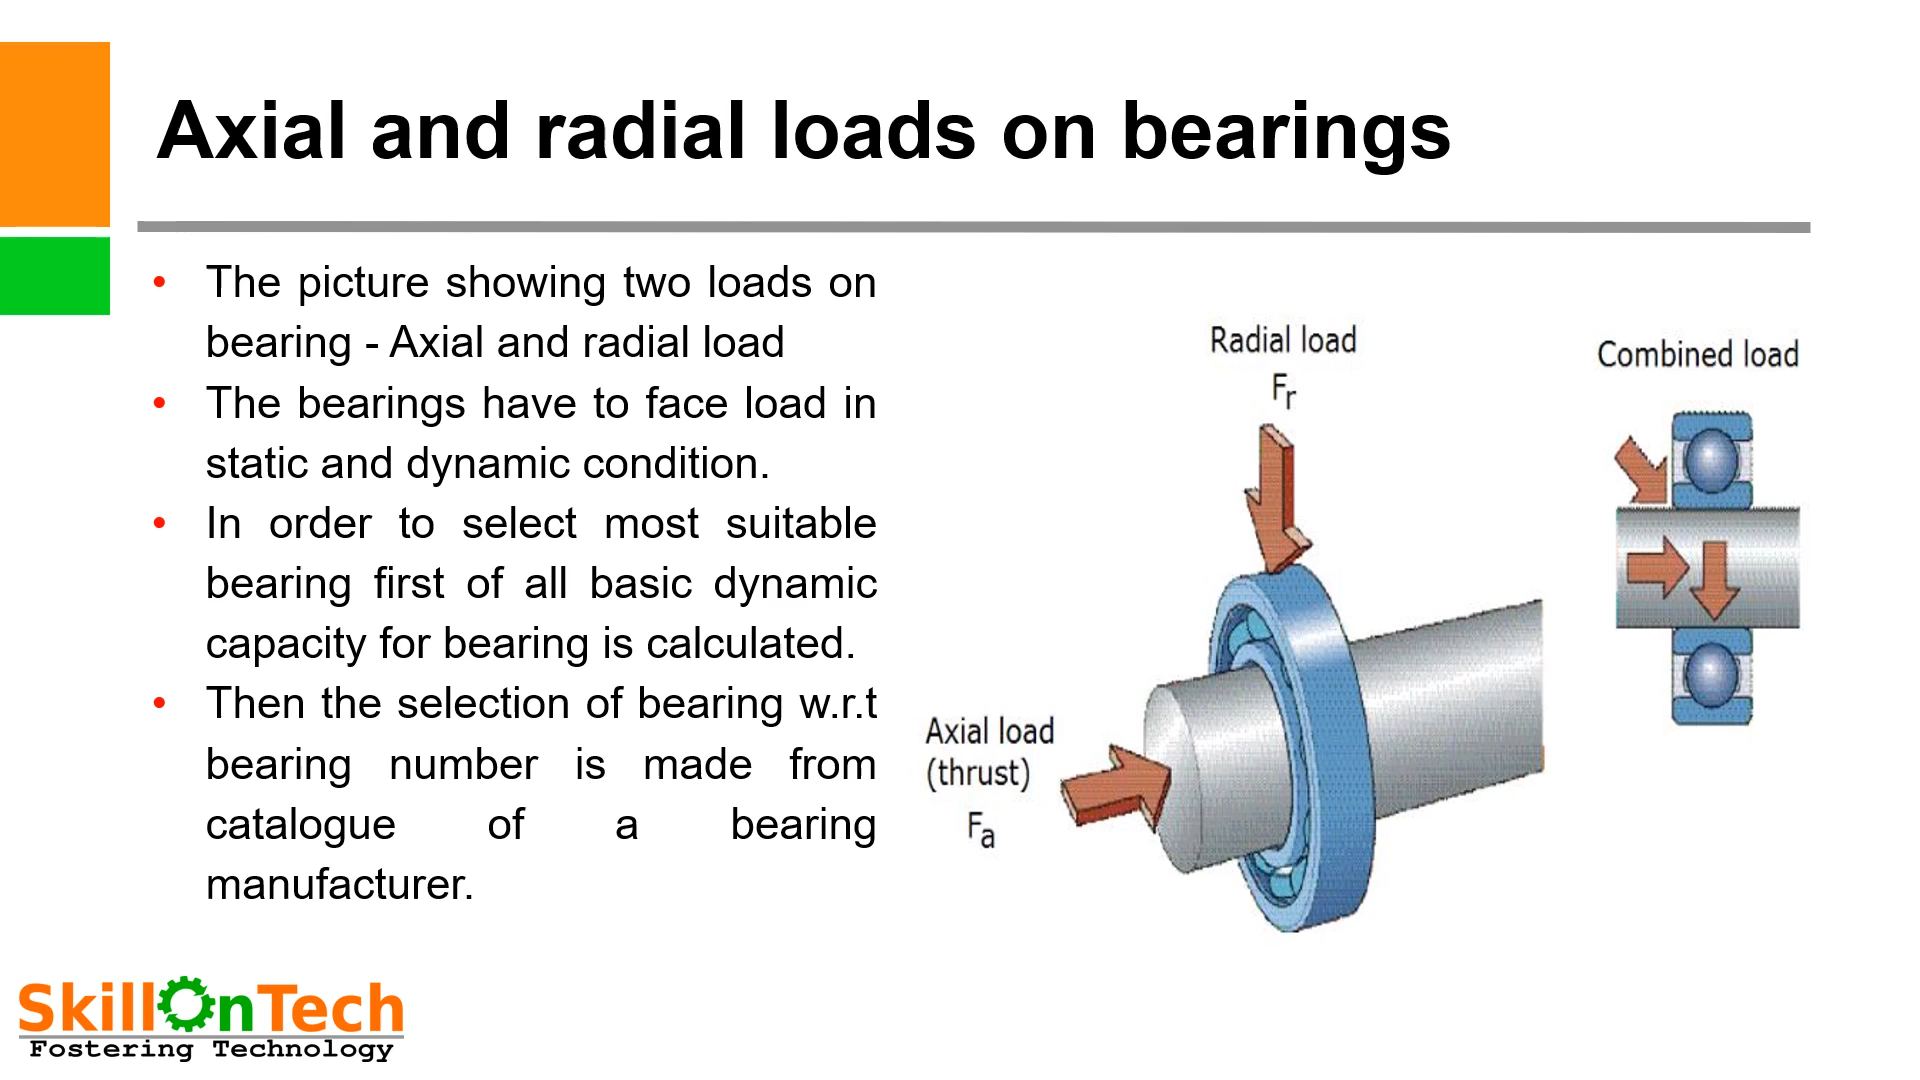 Axial and radial loads on bearings
• The picture showing two loads on
bearing - Axial and radial load
• The bearings have to face load in
static and dynamic condition.
• In order to select most suitable
bearing first of all basic dynamic
capacity for bearing is calculated.
• Then the selection of bearing w.r.t
bearing number is made from
catalogue of a bearing
manufacturer.
Radial load
Fr
Combined load
Axial load
(thrust)
Fa
SkillOnTech
Fostering Technology